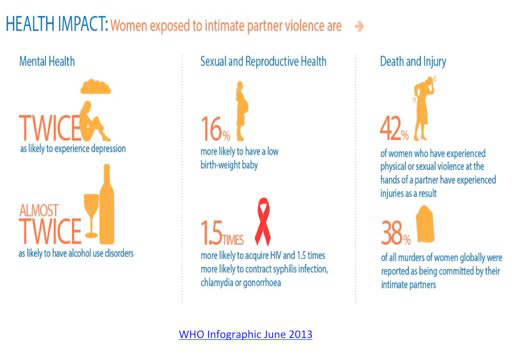 HEALTH IMPACT: Women exposed to intimate partner violence are
Mental Health
TWICE
as likely to experience depression
ALMOST
TWICE
as likely to have alcohol use disorders
Sexual and Reproductive Health
16%
more likely to have a low
birth-weight baby
1.5 TIMES
more likely to acquire HIV and 1.5 times
more likely to contract syphilis infection,
chlamydia or gonorrhoea
Death and Injury
42%
of women who have experienced
physical or sexual violence at the
hands of a partner have experienced
injuries as a result
38%
of all murders of women globally were
reported as being committed by their
intimate partners
WHO Infographic June 2013